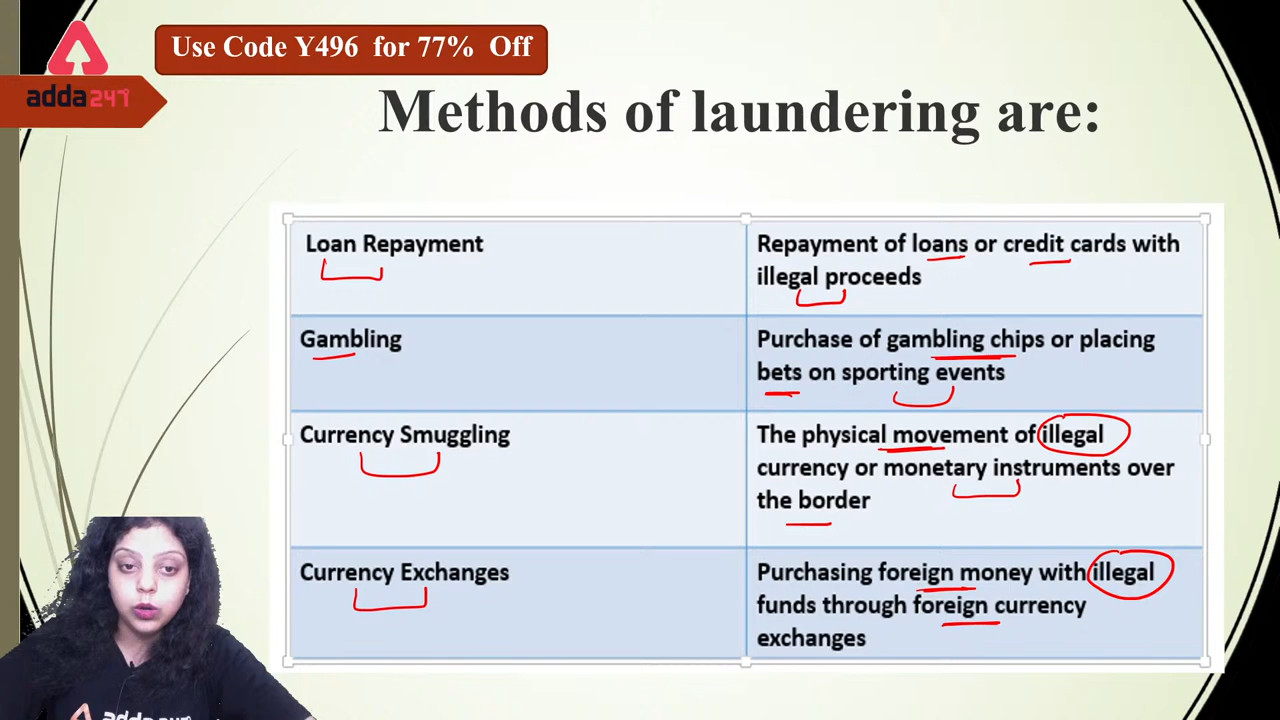 Use Code Y496 for 77% Off
adda247
Methods of laundering are:
Loan Repayment
Repayment of loans or credit cards with
illegal proceeds
Gambling
Purchase of gambling chips or placing
bets on sporting events
Currency Smuggling
The physical movement of illegal
currency or monetary instruments over
the border
Currency Exchanges
Purchasing foreign money with illegal
funds through foreign currency
exchanges
adda247